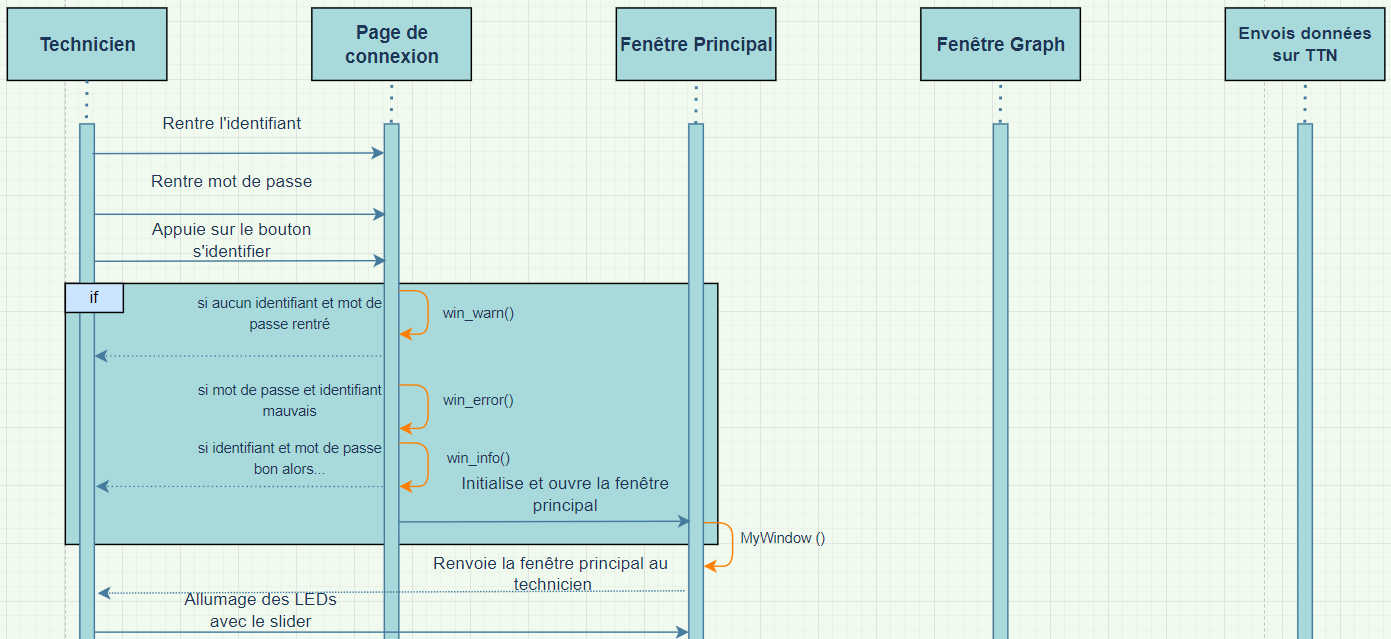 Technicien
Page de
connexion
Fenêtre Principal
Fenêtre Graph
Envois données
sur TTN
Rentre l'identifiant
Rentre mot de passe
Appuie sur le bouton
s'identifier
if
si aucun identifiant et mot de
passe rentré
win_warn()
si mot de passe et identifiant
mauvais
win_error()
si identifiant et mot de passe
bon alors...
win_info()
Initialise et ouvre la fenêtre
principal
MyWindow ()
Renvoie la fenêtre principal au
technicien
Allumage des LEDs
avec le slider